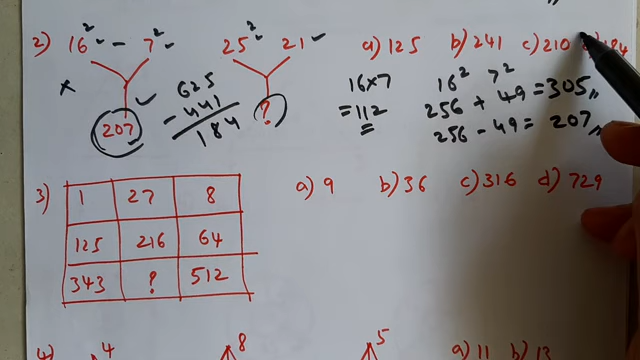 2) 16² - 7² 25² 21 a) 125 b) 241 c) 210 d) 184
625
- 441
184
207 ?
16 × 7
= 112
16² 7²
256 + 49 = 305
256 - 49 = 207
3) a) 9 b) 36 c) 316 d) 729
1 27 8
125 216 64
343 ? 512
4) 4 8 5 a) 11 b) 13